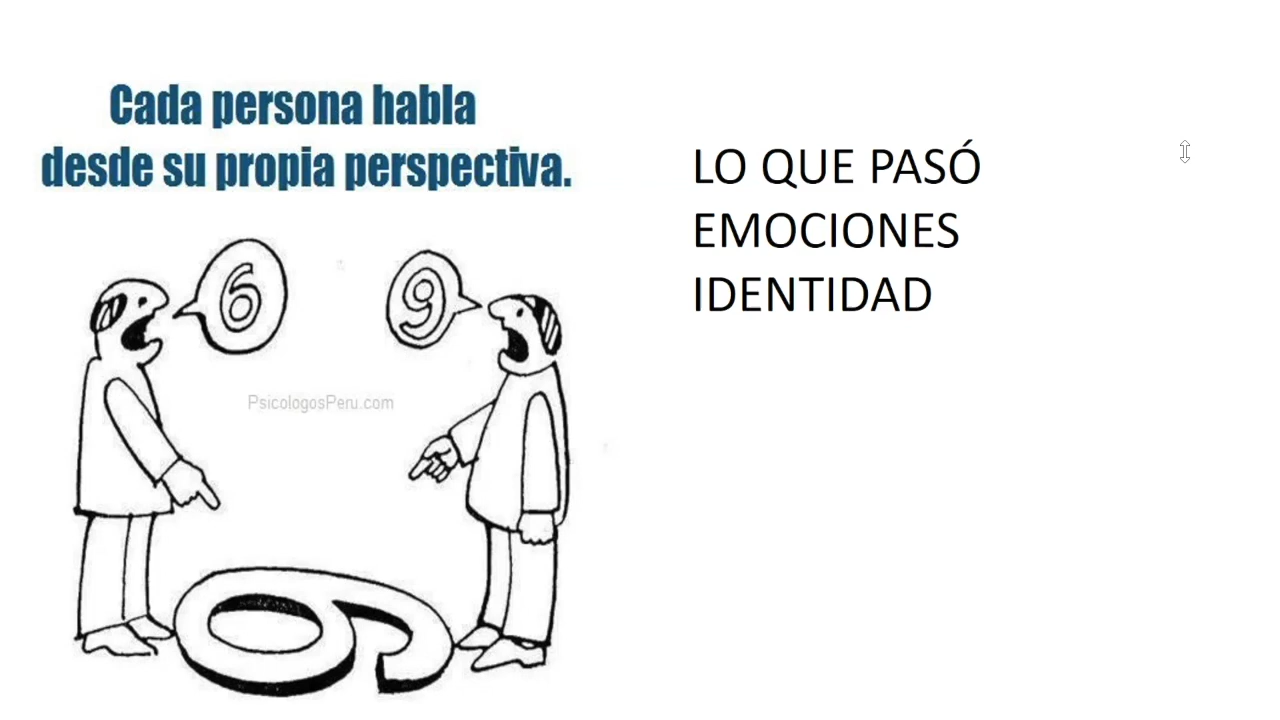 Cada persona habla
desde su propia perspectiva.
6
9
PsicologosPeru.com
LO QUE PASÓ
EMOCIONES
IDENTIDAD